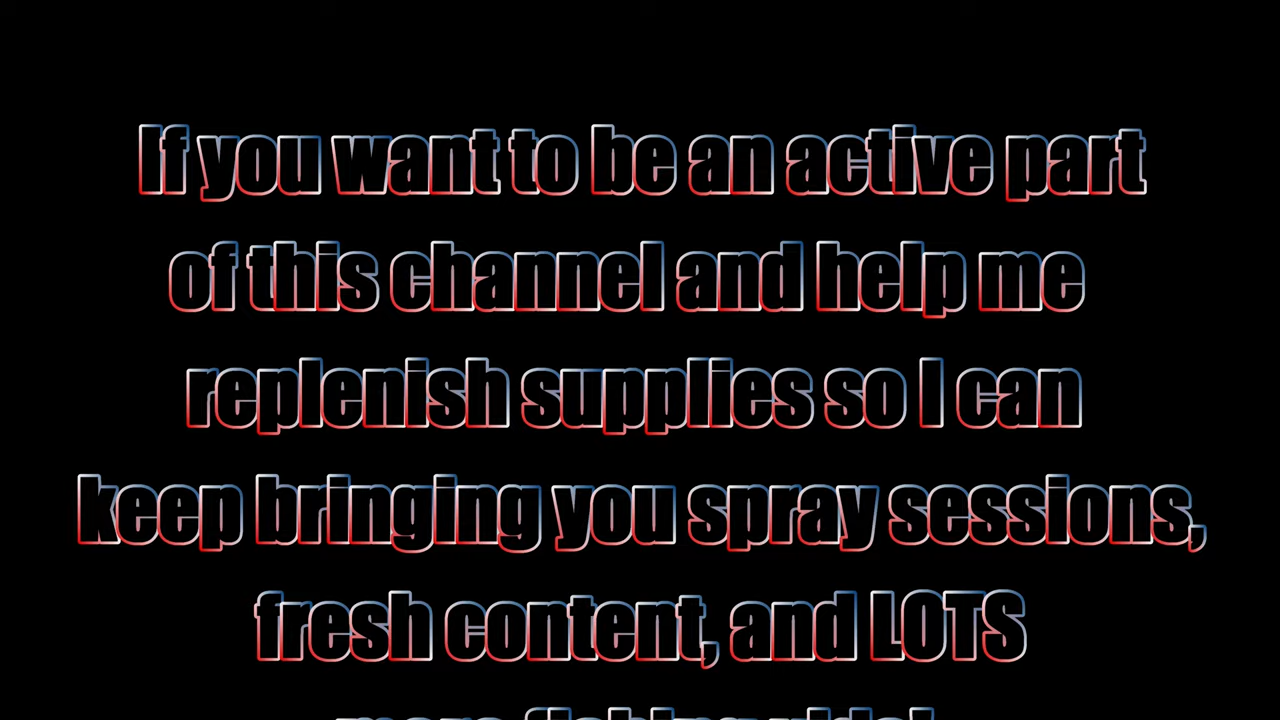 If you want to be an active part
of this channel and help me
replenish supplies so I can
keep bringing you spray sessions,
fresh content, and LOTS
more